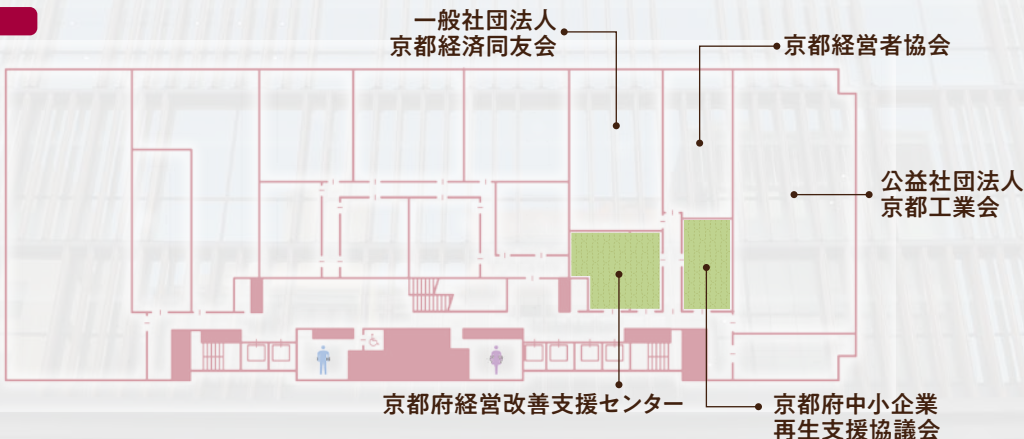 一般社団法人
京都経済同友会
京都経営者協会
公益社団法人
京都工業会
京都府経営改善支援センター
京都府中小企業
再生支援協議会